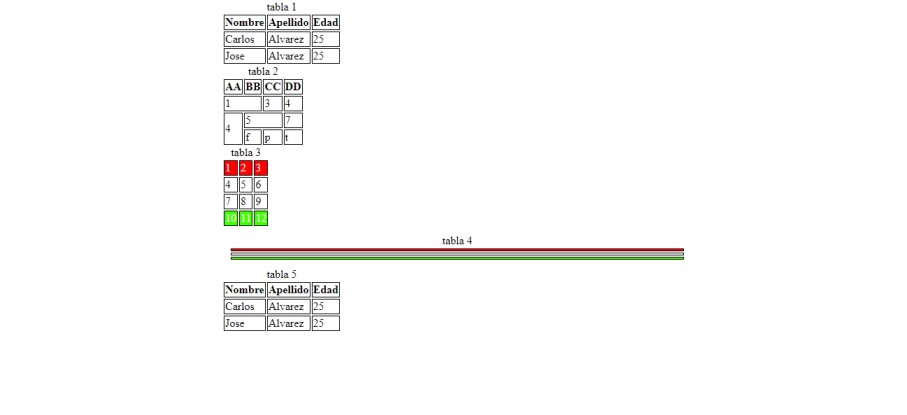 tabla 1
Nombre Apellido Edad
Carlos Alvarez 25
Jose Alvarez 25
tabla 2
AA BB CC DD
1 3 4
4 5 7
f p t
tabla 3
1 2 3
4 5 6
7 8 9
10 11 12
tabla 4
tabla 5
Nombre Apellido Edad
Carlos Alvarez 25
Jose Alvarez 25